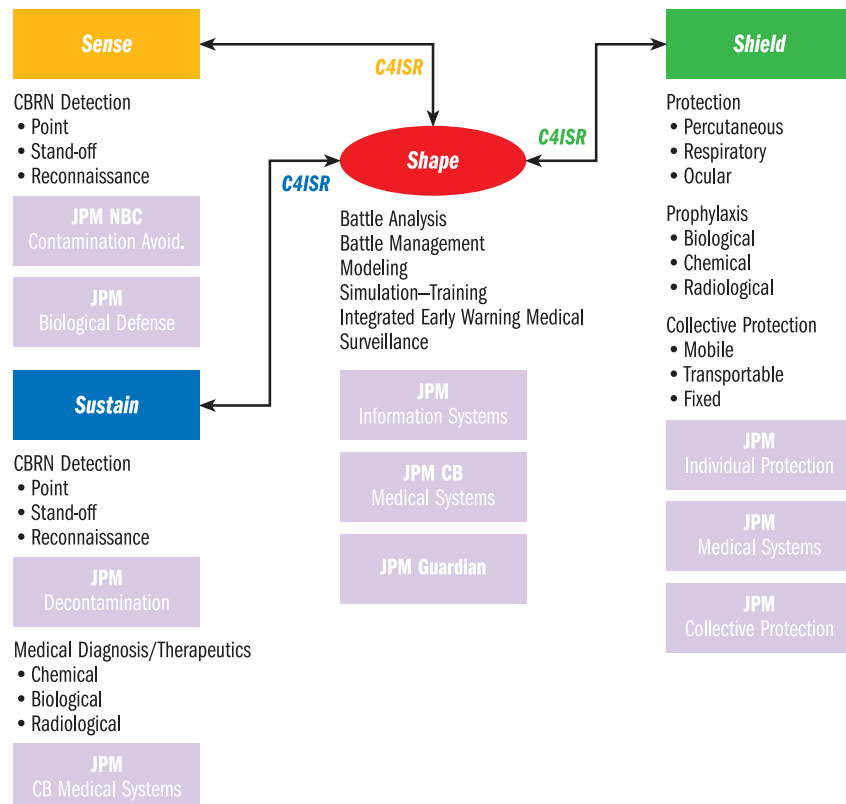 Sense
C4ISR
CBRN Detection
• Point
• Stand-off
• Reconnaissance
JPM NBC
Contamination Avoid.
JPM
Biological Defense
Sustain
C4ISR
CBRN Detection
• Point
• Stand-off
• Reconnaissance
JPM
Decontamination
Medical Diagnosis/Therapeutics
• Chemical
• Biological
• Radiological
JPM
CB Medical Systems
Shape
Battle Analysis
Battle Management
Modeling
Simulation—Training
Integrated Early Warning Medical
Surveillance
JPM
Information Systems
JPM CB
Medical Systems
JPM Guardian
Shield
C4ISR
Protection
• Percutaneous
• Respiratory
• Ocular
Prophylaxis
• Biological
• Chemical
• Radiological
Collective Protection
• Mobile
• Transportable
• Fixed
JPM
Individual Protection
JPM
Medical Systems
JPM
Collective Protection